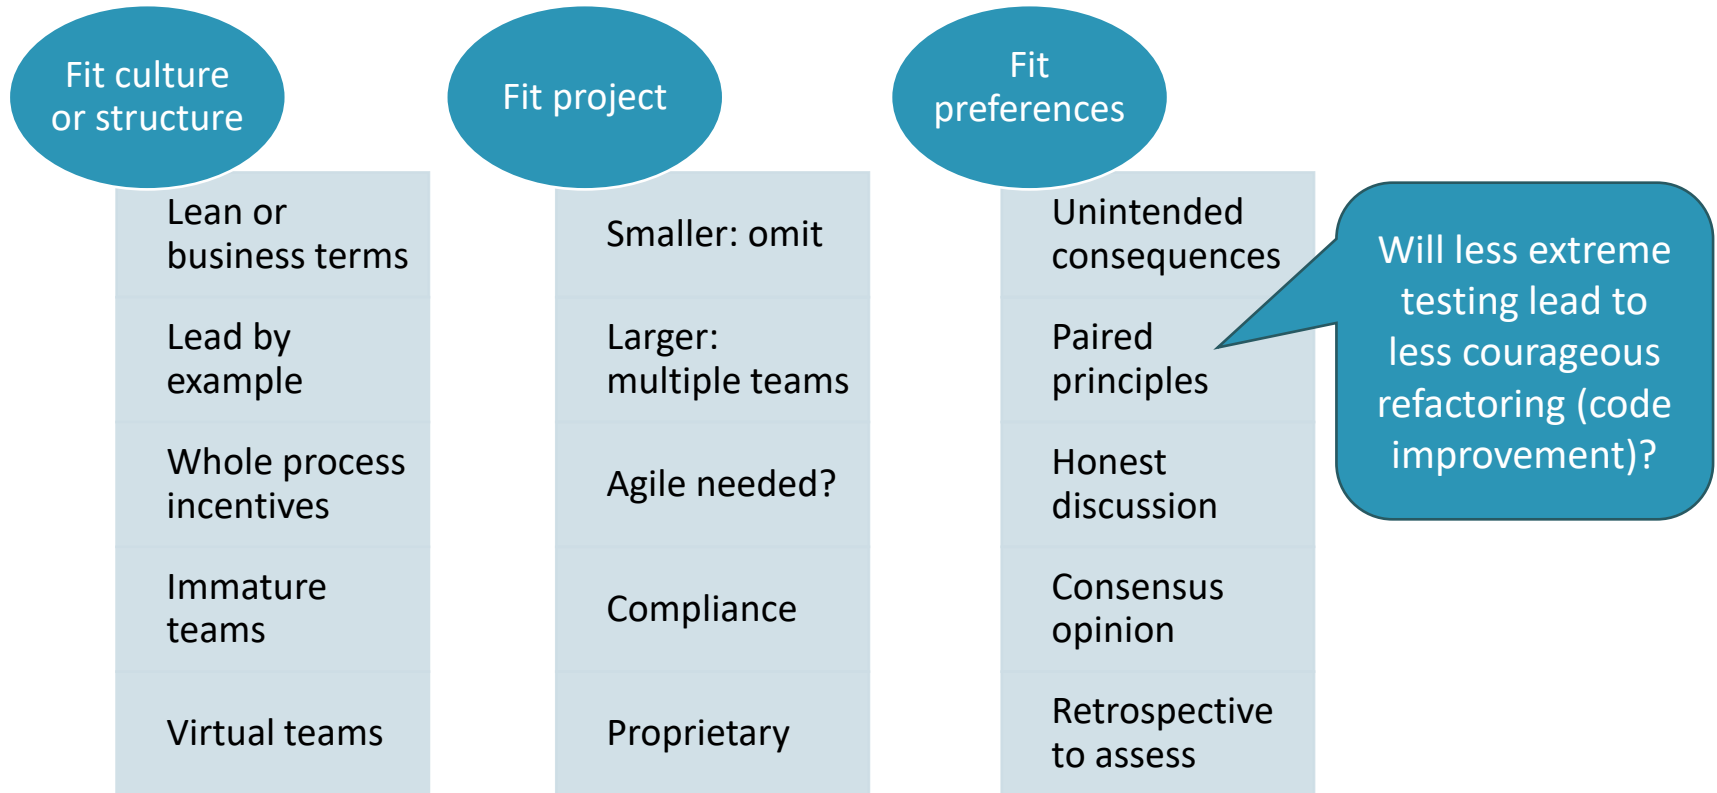 Fit culture
or structure
Lean or
business terms
Lead by
example
Whole process
incentives
Immature
teams
Virtual teams
Fit project
Smaller: omit
Larger:
multiple teams
Agile needed?
Compliance
Proprietary
Fit
preferences
Unintended
consequences
Paired
principles
Honest
discussion
Consensus
opinion
Retrospective
to assess
Will less extreme
testing lead to
less courageous
refactoring (code
improvement)?